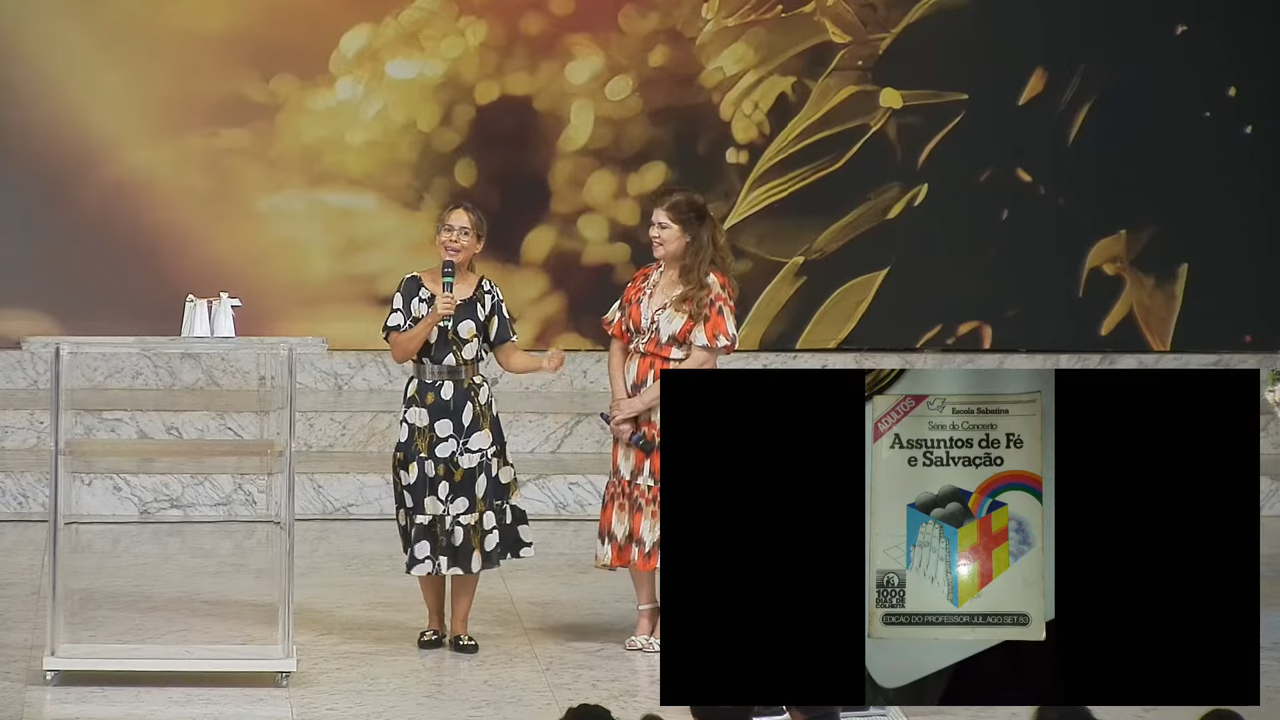 ADULTOS
Escola Sabatina
Série do Concerto
Assuntos de Fé
e Salvação
1000
DIAS DE
COLHEITA
EDIÇÃO DO PROFESSOR/JUL.AGO.SET.83